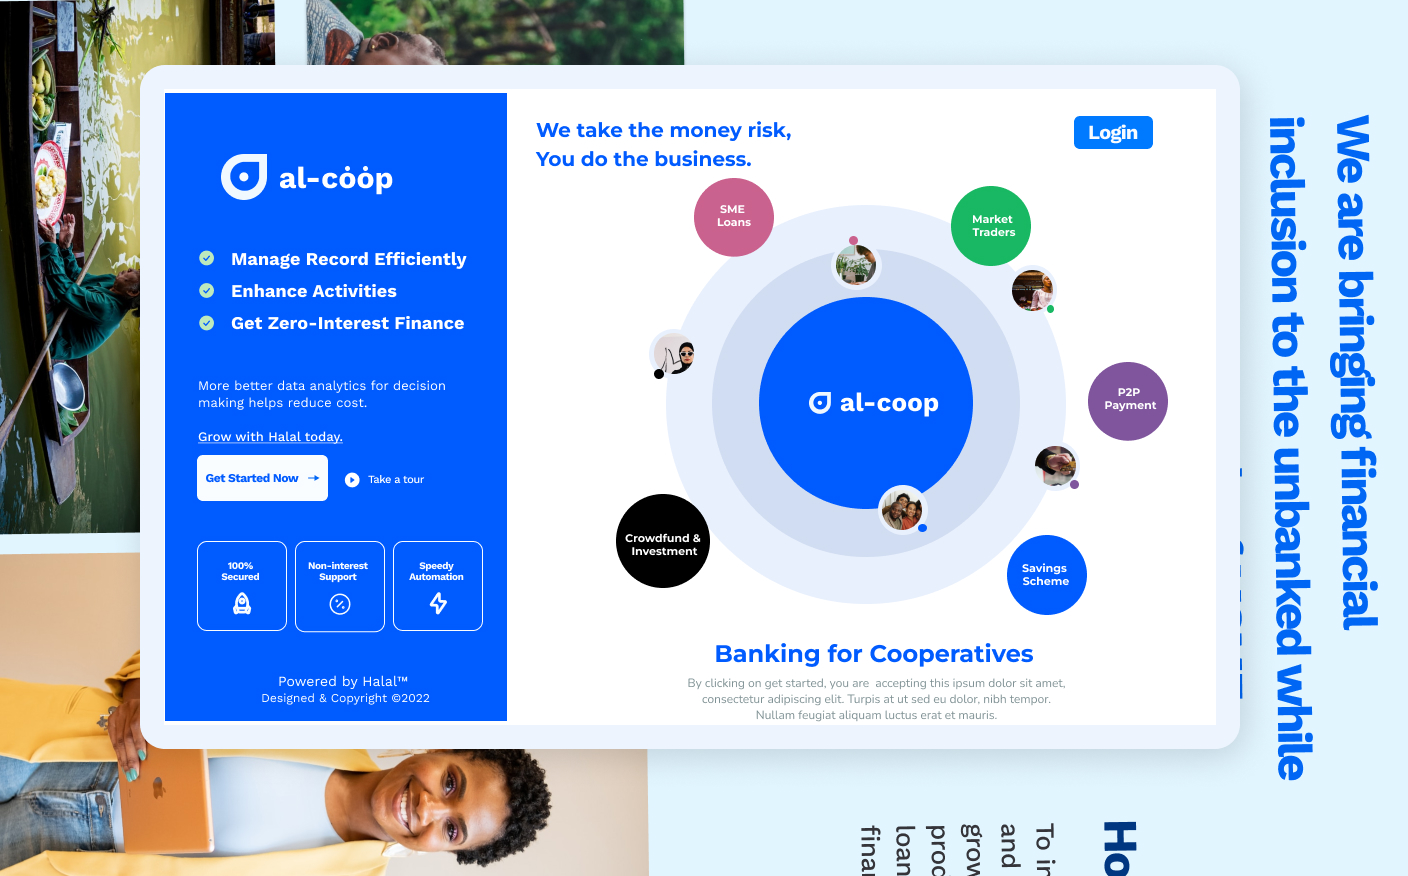 al-cȯȯp
Manage Record Efficiently
Enhance Activities
Get Zero-Interest Finance
More better data analytics for decision
making helps reduce cost.
Grow with Halal today.
Get Started Now →
Take a tour
100%
Secured
Non-interest
Support
Speedy
Automation
Powered by Halal™
Designed & Copyright ©2022
We take the money risk,
You do the business.
Login
SME
Loans
Market
Traders
P2P
Payment
al-coop
Crowdfund &
Investment
Savings
Scheme
Banking for Cooperatives
By clicking on get started, you are accepting this ipsum dolor sit amet,
consectetur adipiscing elit. Turpis at ut sed eu dolor, nibh tempor.
Nullam feugiat aliquam luctus erat et mauris.
We are bringing financial
inclusion to the unbanked while
Ho
To in
and
grow
prod
loan
finan